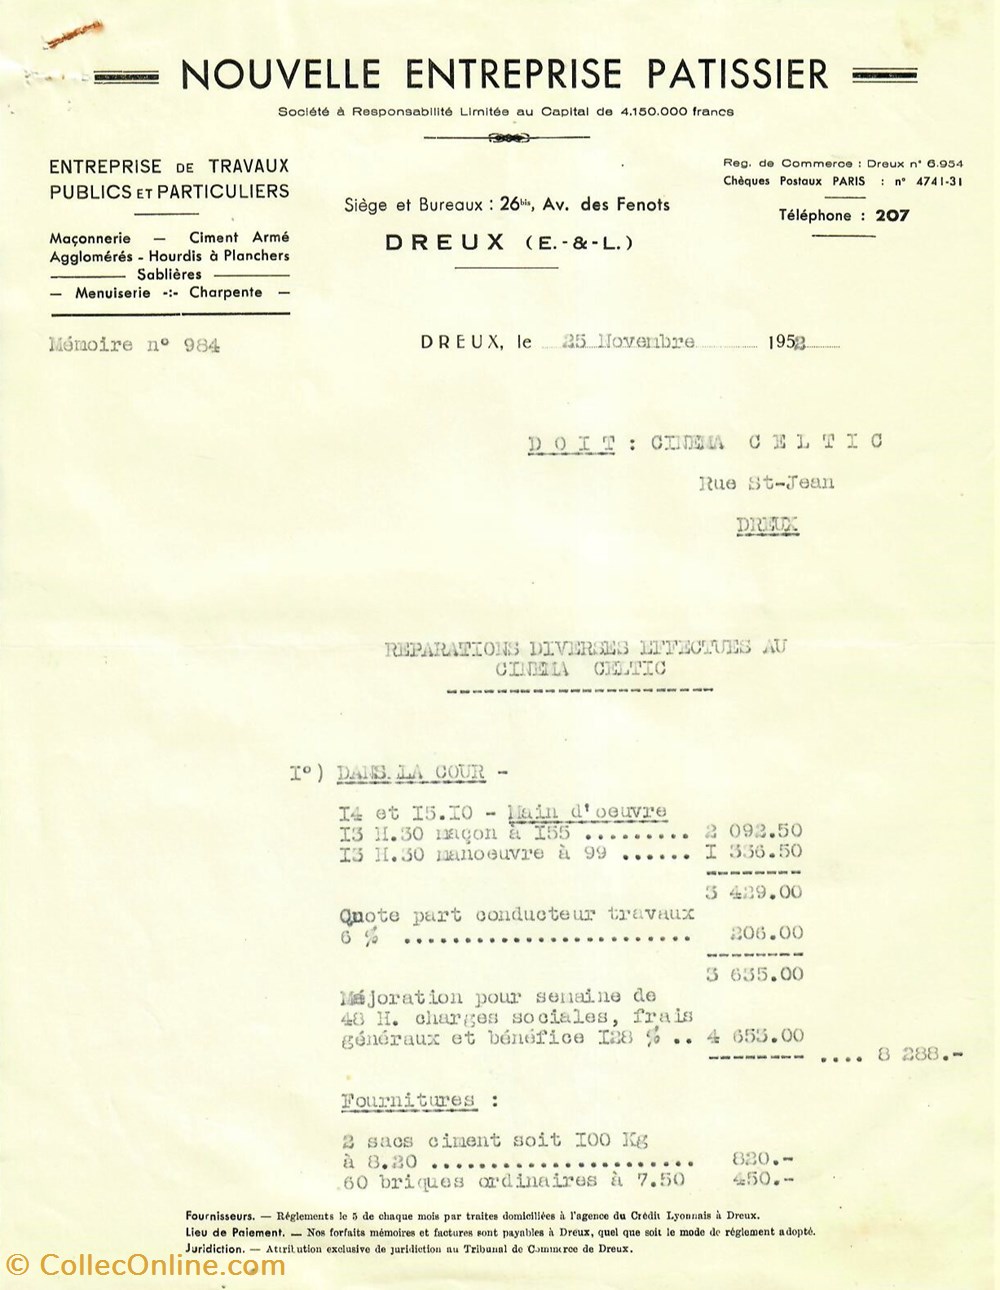 NOUVELLE ENTREPRISE PATISSIER
Société à Responsabilité Limitée au Capital de 4.150.000 francs
ENTREPRISE DE TRAVAUX
PUBLICS ET PARTICULIERS
Maçonnerie — Ciment Armé
Agglomérés - Hourdis à Planchers
Sablières
— Menuiserie -:- Charpente —
Siège et Bureaux : 26bis, Av. des Fenots
DREUX (E.-&-L.)
Reg. de Commerce : Dreux n° 6.954
Chèques Postaux PARIS : n° 4741-31
Téléphone : 207
Mémoire n° 984
DREUX, le 25 Novembre 1952
DOIT : CINEMA CELTIC
Rue St-Jean
DREUX
REPARATIONS DIVERSES EFFECTUES AU
CINEMA CELTIC
I°) DANS LA COUR -
I4 et I5.IO - Main d'oeuvre
I3 H.30 maçon à I55 ......... 2 092.50
I3 H.30 manoeuvre à 99 ...... I 336.50
3 429.00
Quote part conducteur travaux
6 % ........................ 206.00
3 635.00
Majoration pour semaine de
48 H. charges sociales, frais
généraux et bénéfice I28 % .. 4 653.00
.... 8 288.-
Fournitures :
2 sacs ciment soit I00 Kg
à 8.20 ...................... 820.-
60 briques ordinaires à 7.50 450.-
Fournisseurs. — Réglements le 5 de chaque mois par traites domiciliées à l'agence du Crédit Lyonnais à Dreux.
Lieu de Paiement. — Nos forfaits mémoires et factures sont payables à Dreux, quel que soit le mode de réglement adopté.
Juridiction. — Attribution exclusive de juridiction au Tribunal de Commerce de Dreux.
© CollecOnline.com